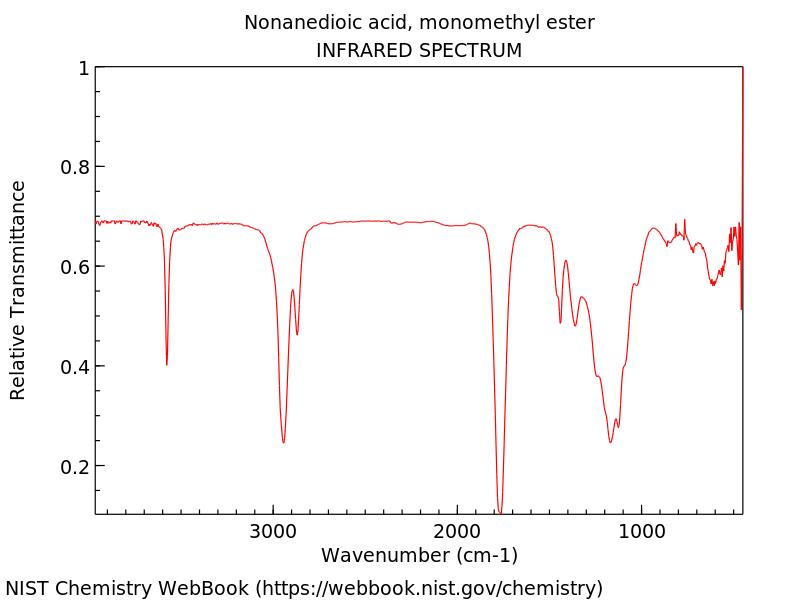 Nonanedioic acid, monomethyl ester
INFRARED SPECTRUM
1
0.8
0.6
0.4
0.2
Relative Transmittance
3000 2000 1000
Wavenumber (cm-1)
NIST Chemistry WebBook (https://webbook.nist.gov/chemistry)